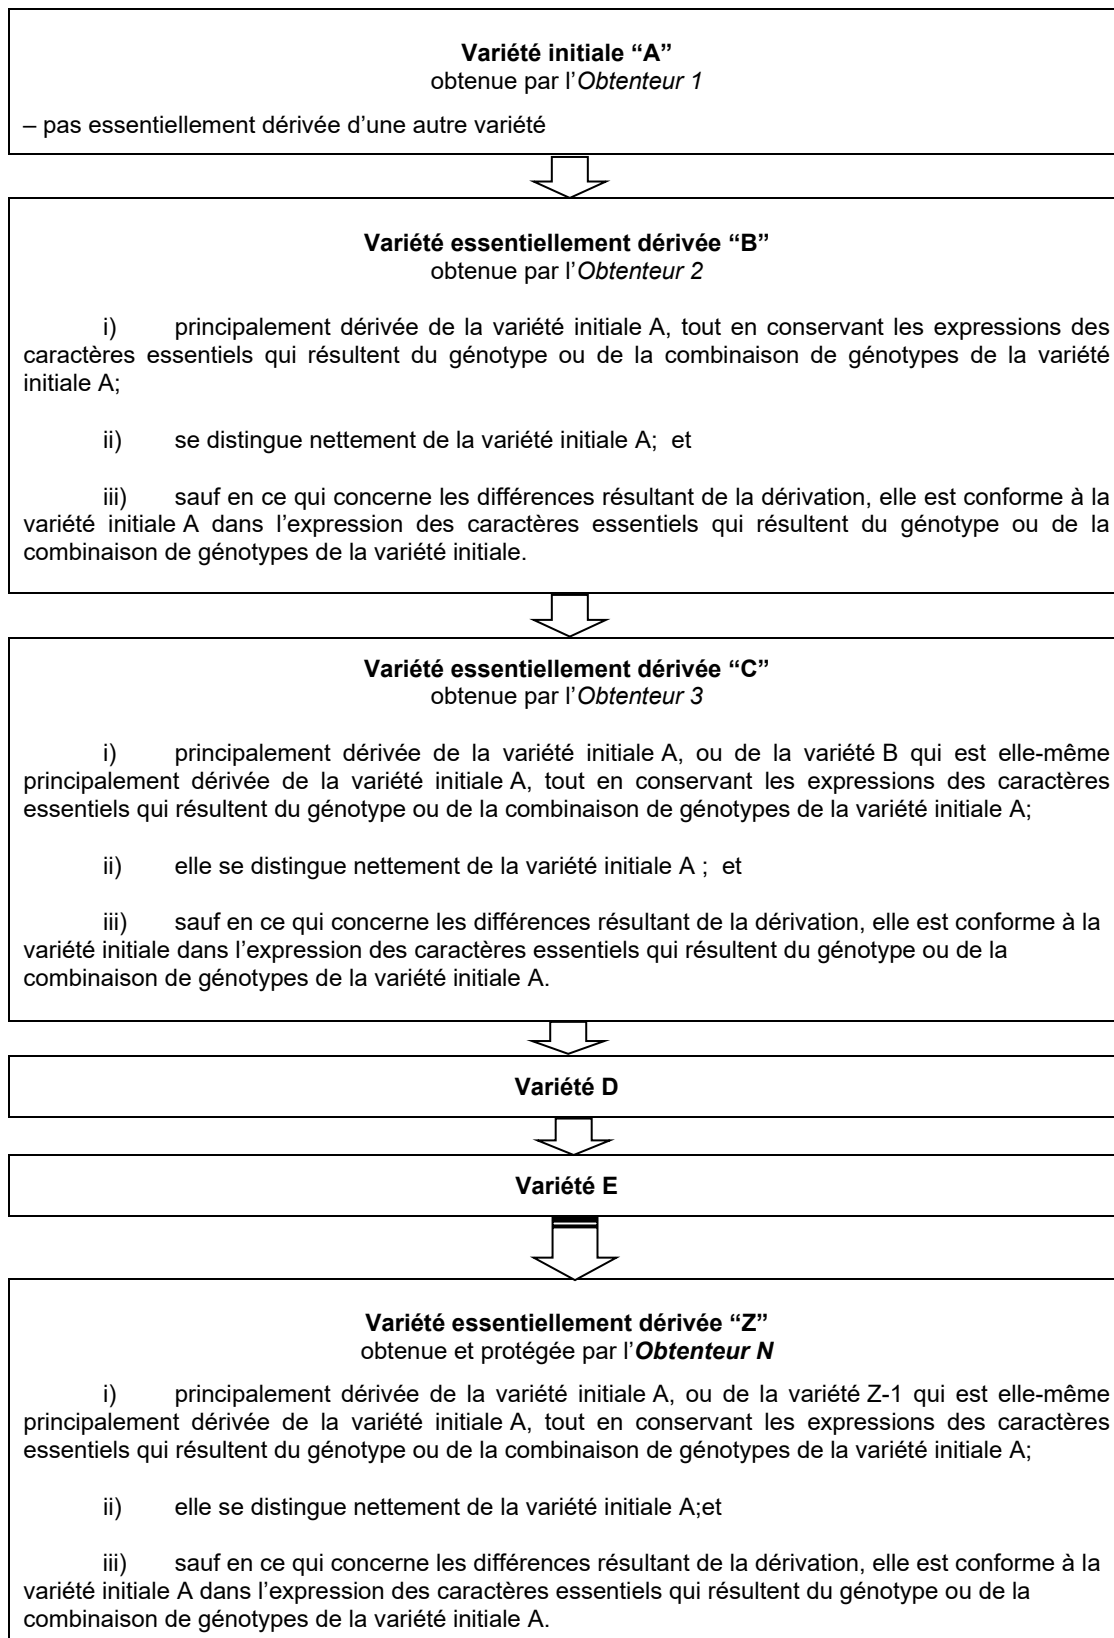 Variété initiale “A”
obtenue par l’Obtenteur 1
– pas essentiellement dérivée d’une autre variété
Variété essentiellement dérivée “B”
obtenue par l’Obtenteur 2
i) principalement dérivée de la variété initiale A, tout en conservant les expressions des
caractères essentiels qui résultent du génotype ou de la combinaison de génotypes de la variété
initiale A;
ii) se distingue nettement de la variété initiale A; et
iii) sauf en ce qui concerne les différences résultant de la dérivation, elle est conforme à la
variété initiale A dans l’expression des caractères essentiels qui résultent du génotype ou de la
combinaison de génotypes de la variété initiale.
Variété essentiellement dérivée “C”
obtenue par l’Obtenteur 3
i) principalement dérivée de la variété initiale A, ou de la variété B qui est elle-même
principalement dérivée de la variété initiale A, tout en conservant les expressions des caractères
essentiels qui résultent du génotype ou de la combinaison de génotypes de la variété initiale A;
ii) elle se distingue nettement de la variété initiale A ; et
iii) sauf en ce qui concerne les différences résultant de la dérivation, elle est conforme à la
variété initiale dans l’expression des caractères essentiels qui résultent du génotype ou de la
combinaison de génotypes de la variété initiale A.
Variété D
Variété E
Variété essentiellement dérivée “Z”
obtenue et protégée par l’Obtenteur N
i) principalement dérivée de la variété initiale A, ou de la variété Z-1 qui est elle-même
principalement dérivée de la variété initiale A, tout en conservant les expressions des caractères
essentiels qui résultent du génotype ou de la combinaison de génotypes de la variété initiale A;
ii) elle se distingue nettement de la variété initiale A;et
iii) sauf en ce qui concerne les différences résultant de la dérivation, elle est conforme à la
variété initiale A dans l’expression des caractères essentiels qui résultent du génotype ou de la
combinaison de génotypes de la variété initiale A.